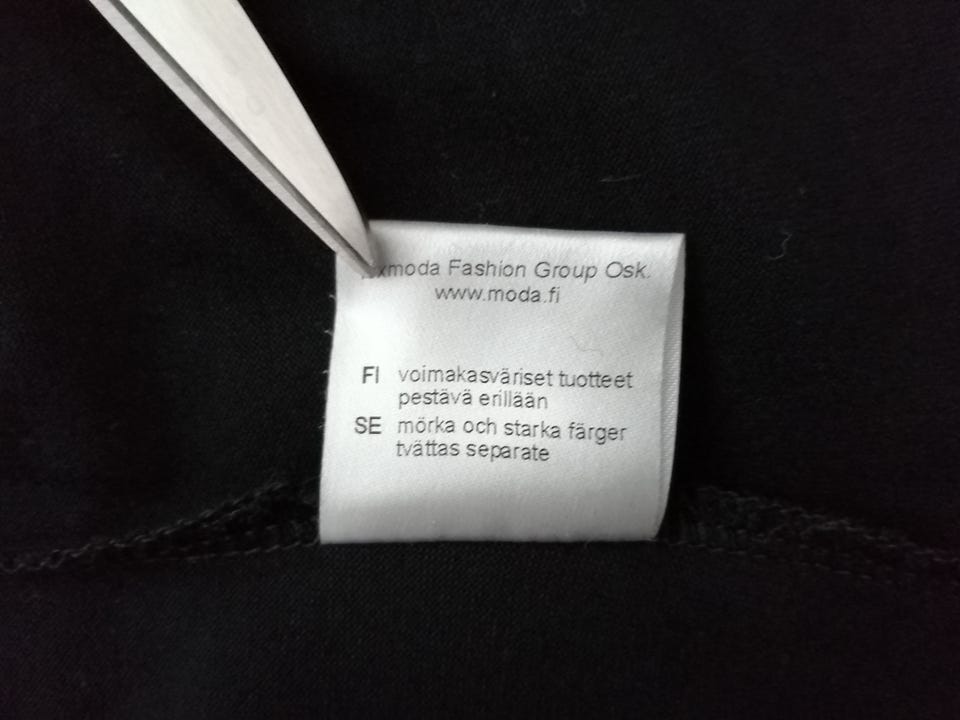 Fashion Group Osk.
www.moda.fi
FI voimakasväriset tuotteet
pestävä erillään
SE mörka och starka färger
tvättas separate